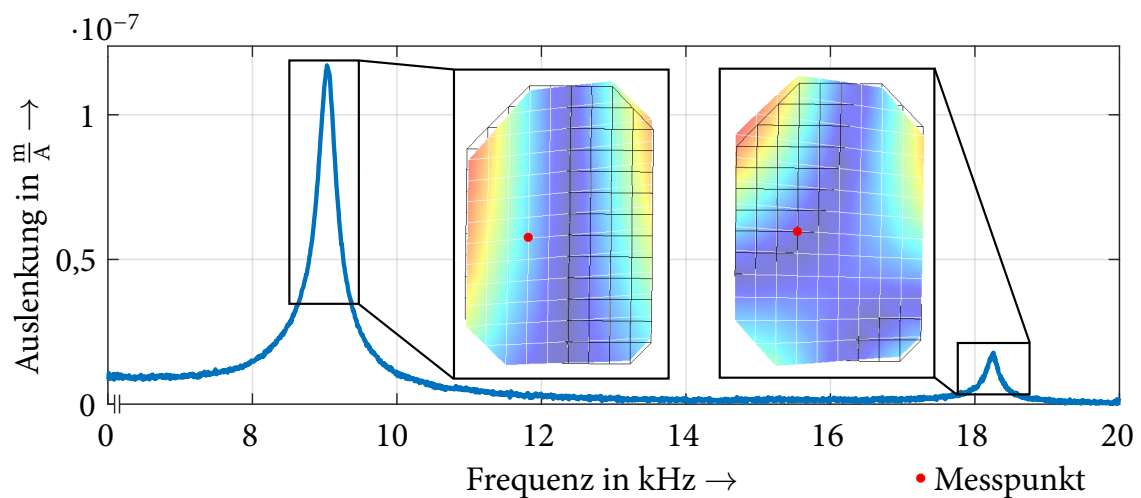 ·10⁻⁷
Auslenkung in m/A →
1
0,5
0
0 8 10 12 14 16 18 20
Frequenz in kHz →
Messpunkt